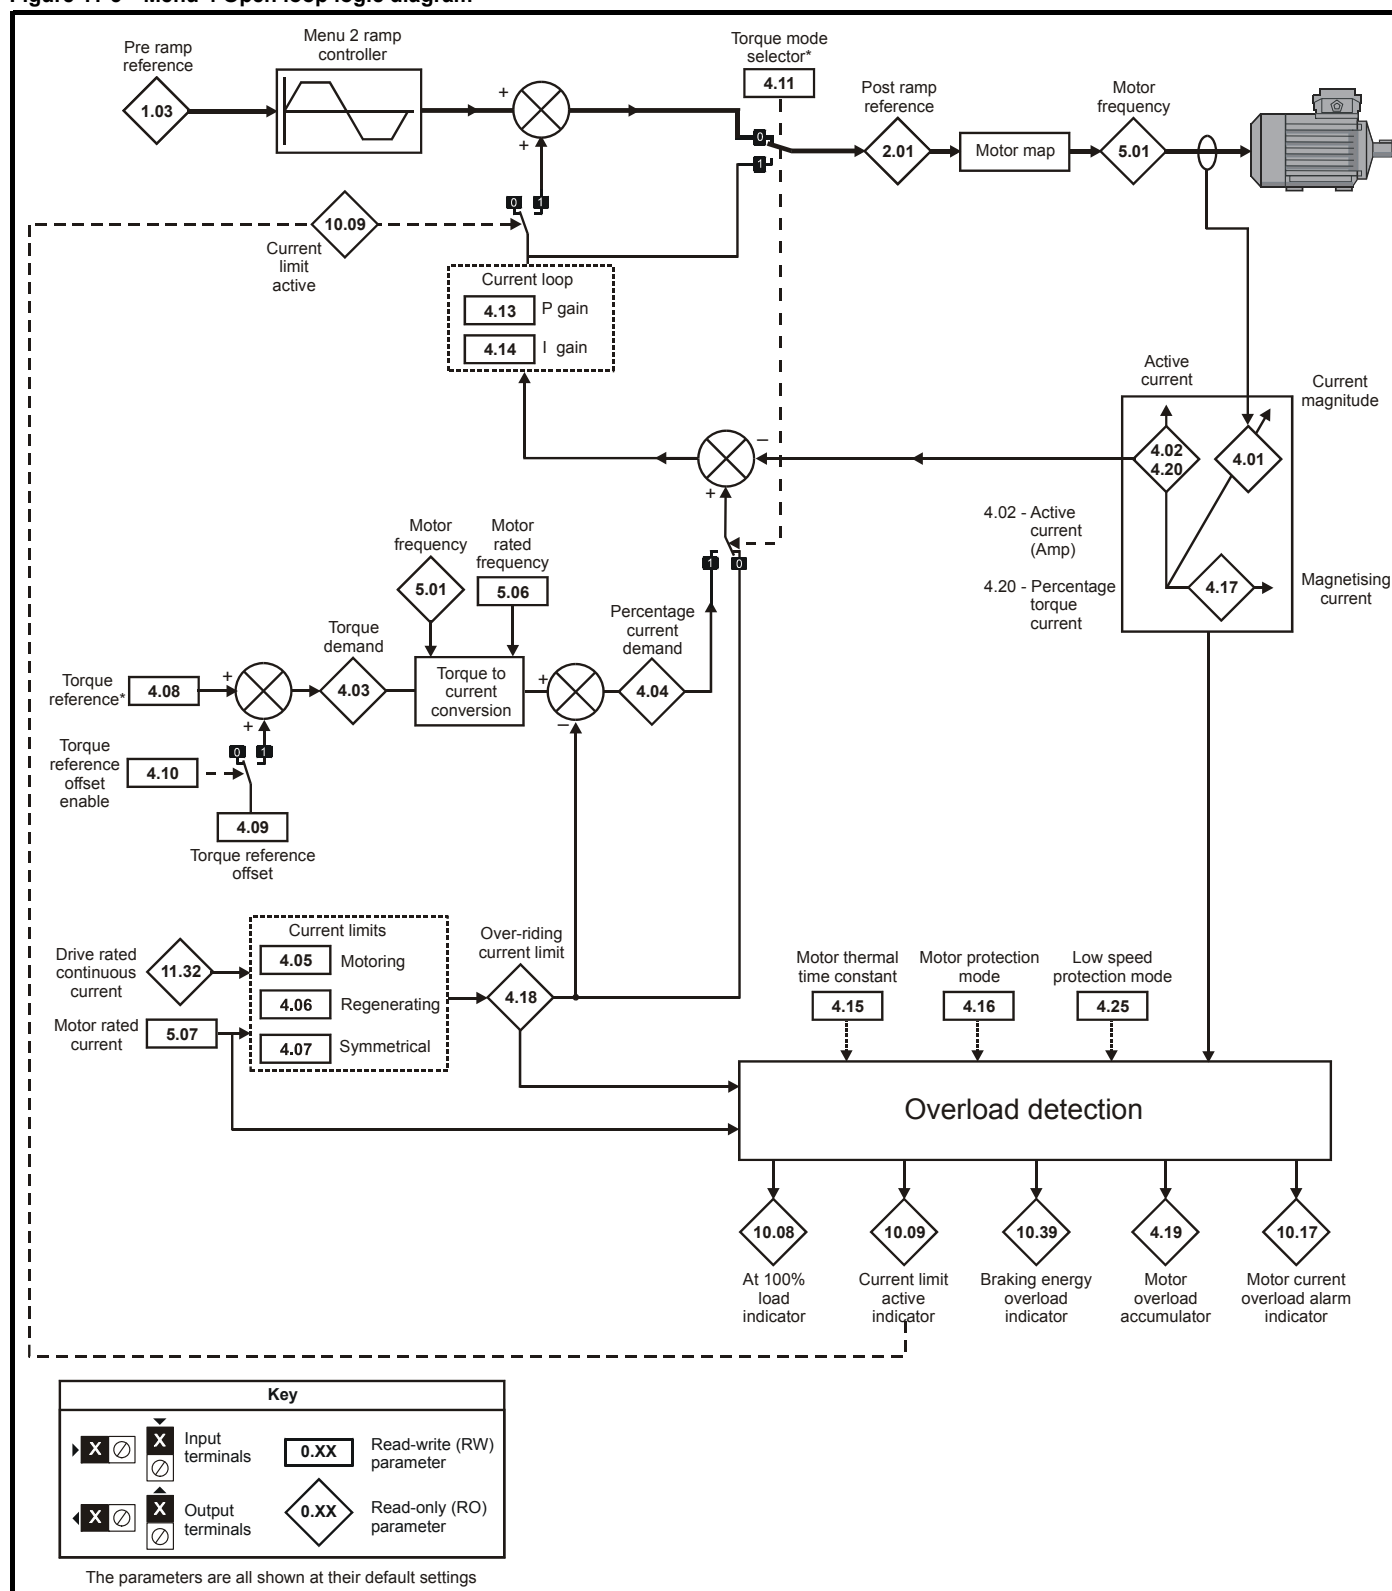 Pre ramp
reference
1.03
Menu 2 ramp
controller
+
+
Torque mode
selector*
4.11
0
1
Post ramp
reference
2.01
Motor map
Motor
frequency
5.01
10.09
Current
limit
active
0 1
Current loop
4.13 P gain
4.14 I gain
Active
current
Current
magnitude
4.02
4.20
4.01
4.17
Magnetising
current
4.02 - Active
current
(Amp)
4.20 - Percentage
torque
current
−
+
1 0
Motor
frequency
5.01
Motor
rated
frequency
5.06
Torque
demand
4.03
Torque to
current
conversion
+
−
Percentage
current
demand
4.04
Torque
reference*
4.08
+
+
0 1
Torque
reference
offset
enable
4.10
4.09
Torque reference
offset
Drive rated
continuous
current
11.32
Motor rated
current
5.07
Current limits
4.05 Motoring
4.06 Regenerating
4.07 Symmetrical
Over-riding
current limit
4.18
Motor thermal
time constant
4.15
Motor protection
mode
4.16
Low speed
protection mode
4.25
Overload detection
10.08
At 100%
load
indicator
10.09
Current limit
active
indicator
10.39
Braking energy
overload
indicator
4.19
Motor
overload
accumulator
10.17
Motor current
overload alarm
indicator
Key
X X Input
terminals
0.XX Read-write (RW)
parameter
X X Output
terminals
0.XX Read-only (RO)
parameter
The parameters are all shown at their default settings